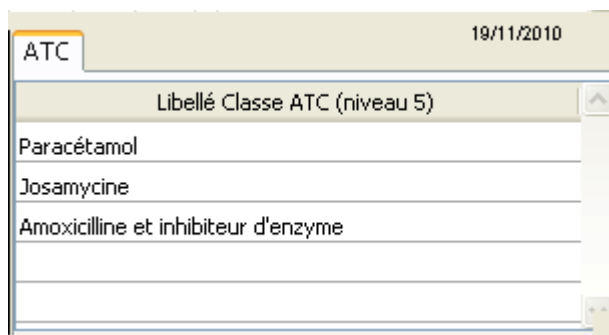 19/11/2010
ATC
Libellé Classe ATC (niveau 5)
Paracétamol
Josamycine
Amoxicilline et inhibiteur d'enzyme